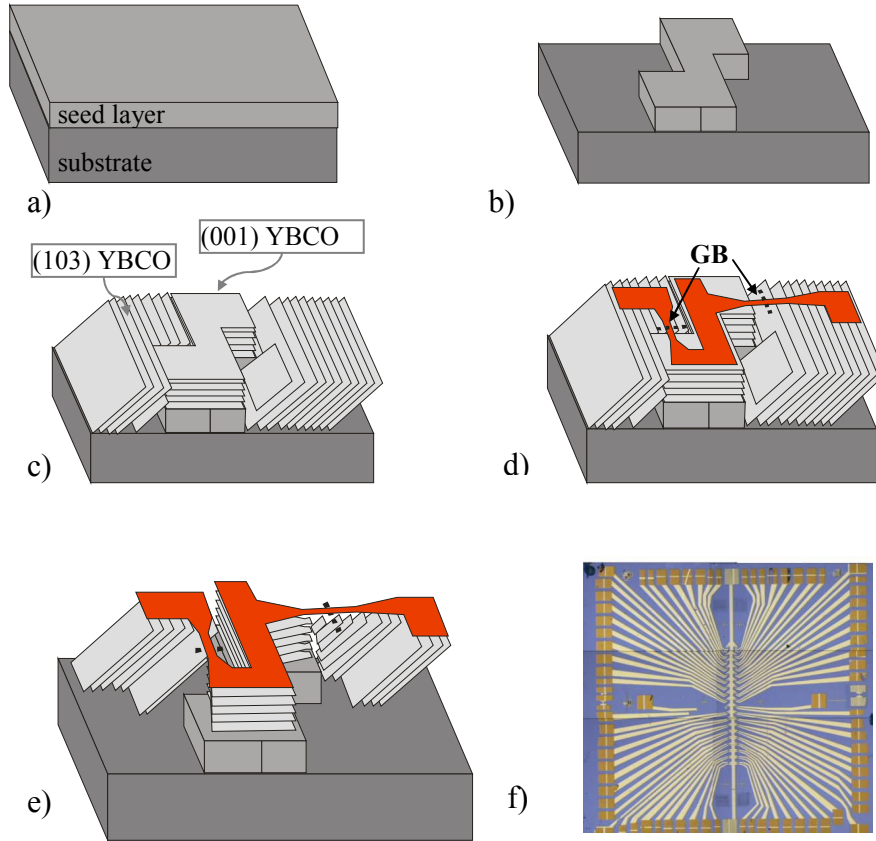 seed layer
substrate
a)
b)
(001) YBCO
(103) YBCO
c)
GB
d)
e)
f)